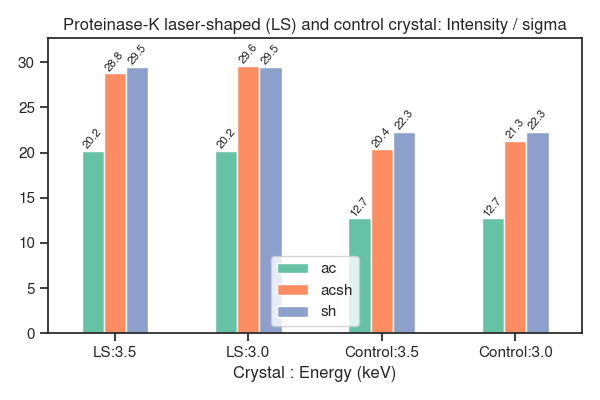 Proteinase-K laser-shaped (LS) and control crystal: Intensity / sigma
30
25
20
15
10
5
0
20.2
28.8
29.5
20.2
29.6
29.5
12.7
20.4
22.3
12.7
21.3
22.3
ac
acsh
sh
LS:3.5
LS:3.0
Control:3.5
Control:3.0
Crystal : Energy (keV)